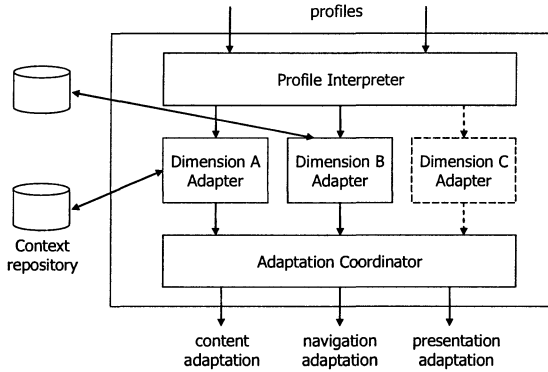 profiles
Profile Interpreter
Dimension A
Adapter
Dimension B
Adapter
Dimension C
Adapter
Context
repository
Adaptation Coordinator
content
adaptation
navigation
adaptation
presentation
adaptation